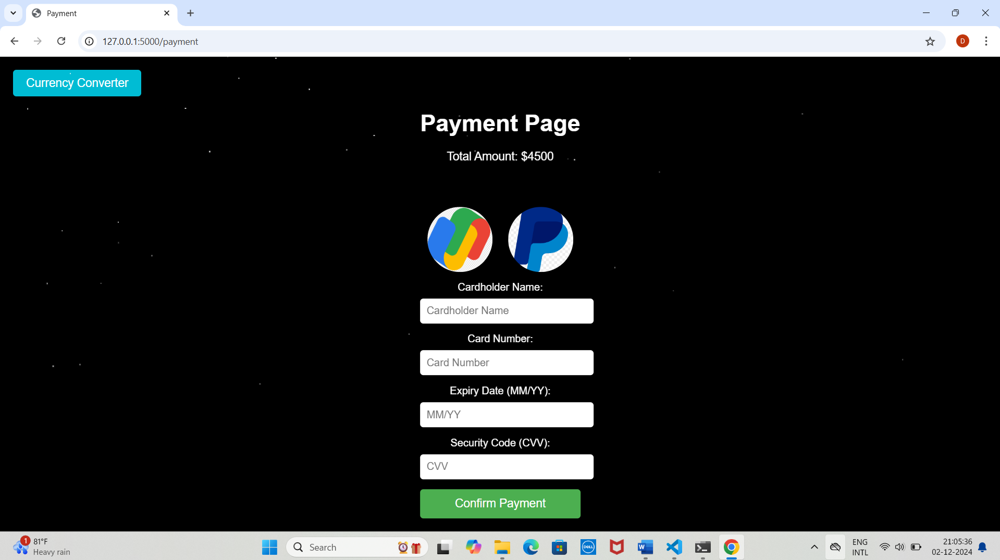 Payment
127.0.0.1:5000/payment
D
Currency Converter
Payment Page
Total Amount: $4500
Cardholder Name:
Cardholder Name
Card Number:
Card Number
Expiry Date (MM/YY):
MM/YY
Security Code (CVV):
CVV
Confirm Payment
1
81°F
Heavy rain
Search
DELL
W
ENG
INTL
21:05:36
02-12-2024